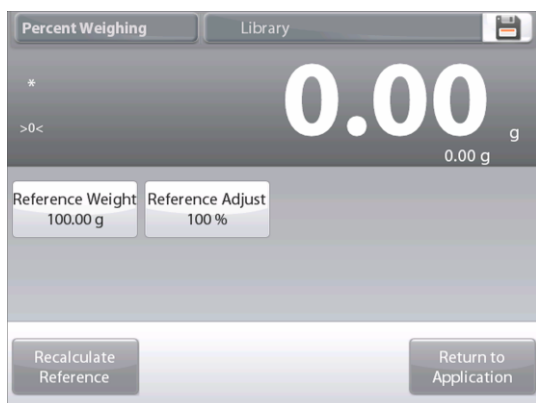 Percent Weighing
Library
*
0.00 g
>0<
0.00 g
Reference Weight
100.00 g
Reference Adjust
100 %
Recalculate
Reference
Return to
Application